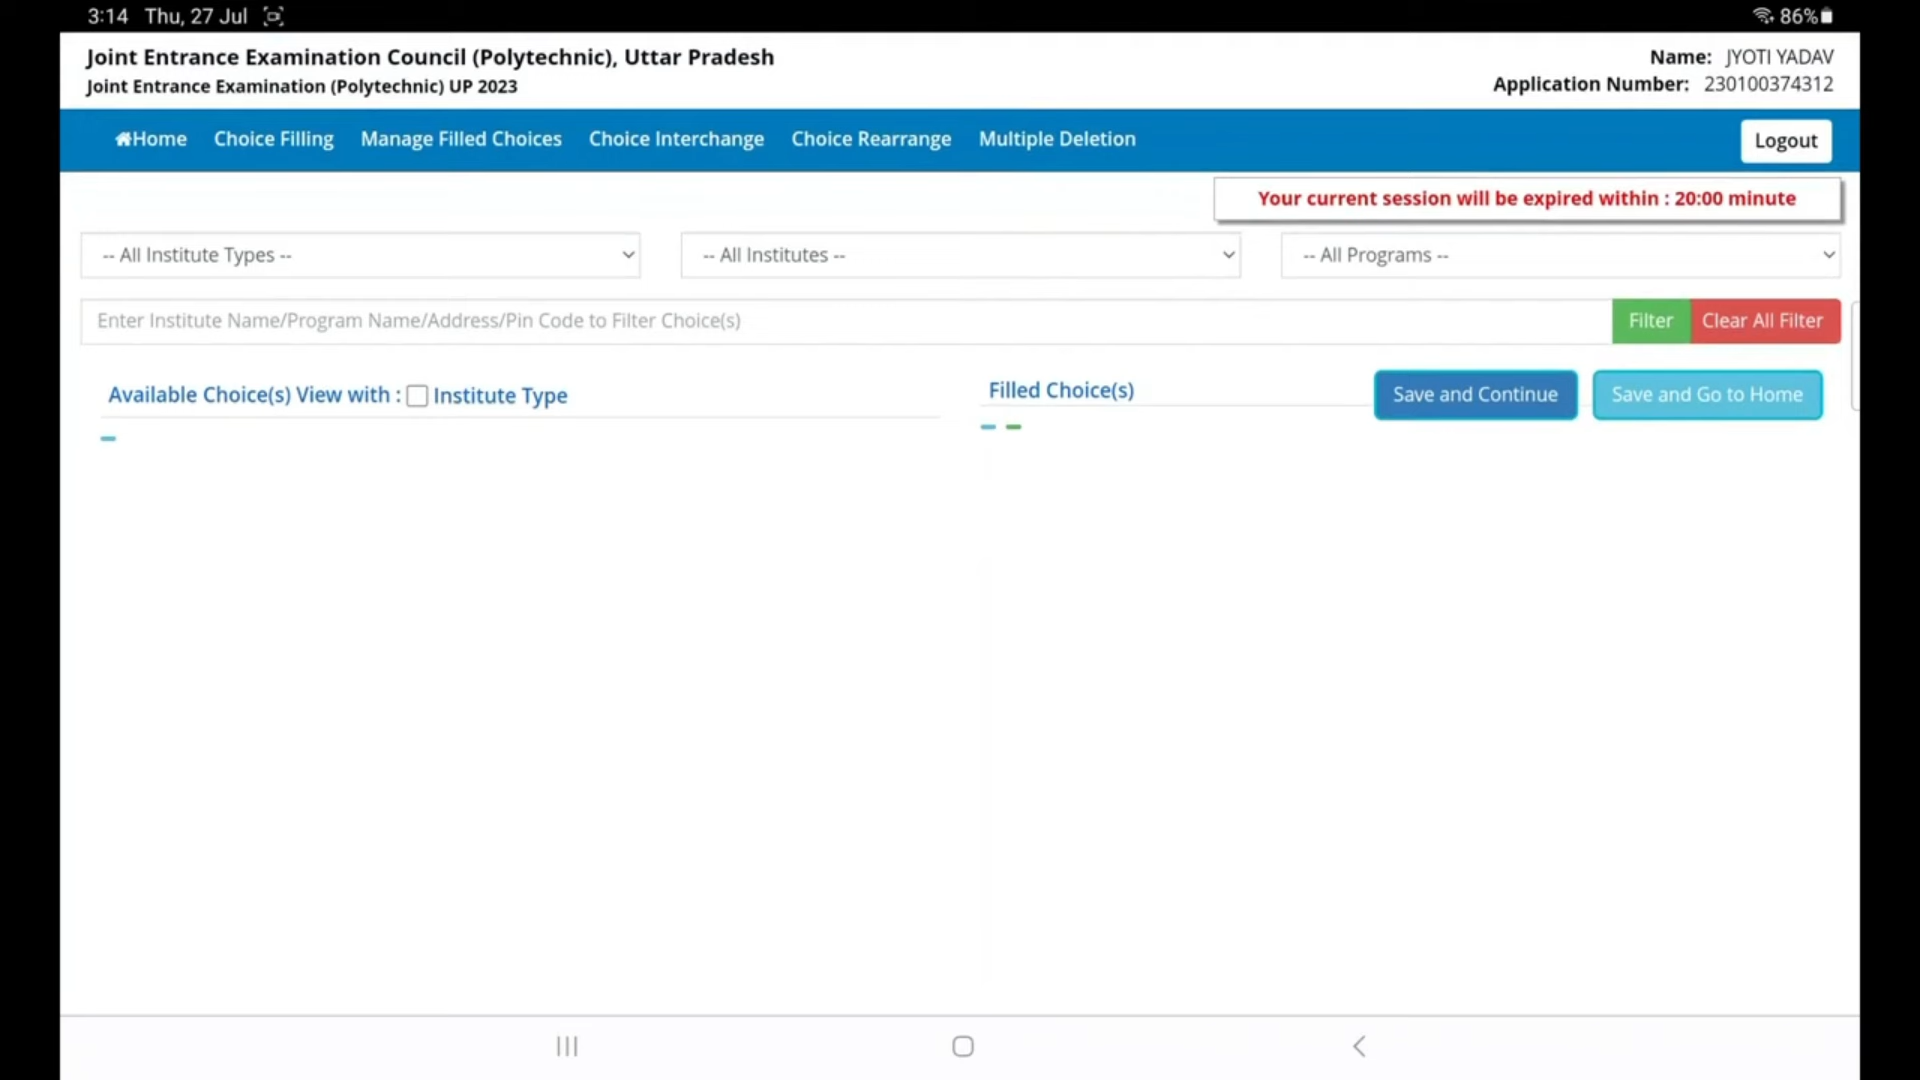 3:14 Thu, 27 Jul
86%
Joint Entrance Examination Council (Polytechnic), Uttar Pradesh
Joint Entrance Examination (Polytechnic) UP 2023
Name: JYOTI YADAV
Application Number: 230100374312
Home Choice Filling Manage Filled Choices Choice Interchange Choice Rearrange Multiple Deletion
Logout
Your current session will be expired within : 20:00 minute
-- All Institute Types --
-- All Institutes --
-- All Programs --
Enter Institute Name/Program Name/Address/Pin Code to Filter Choice(s)
Filter
Clear All Filter
Available Choice(s) View with : Institute Type
Filled Choice(s)
Save and Continue
Save and Go to Home